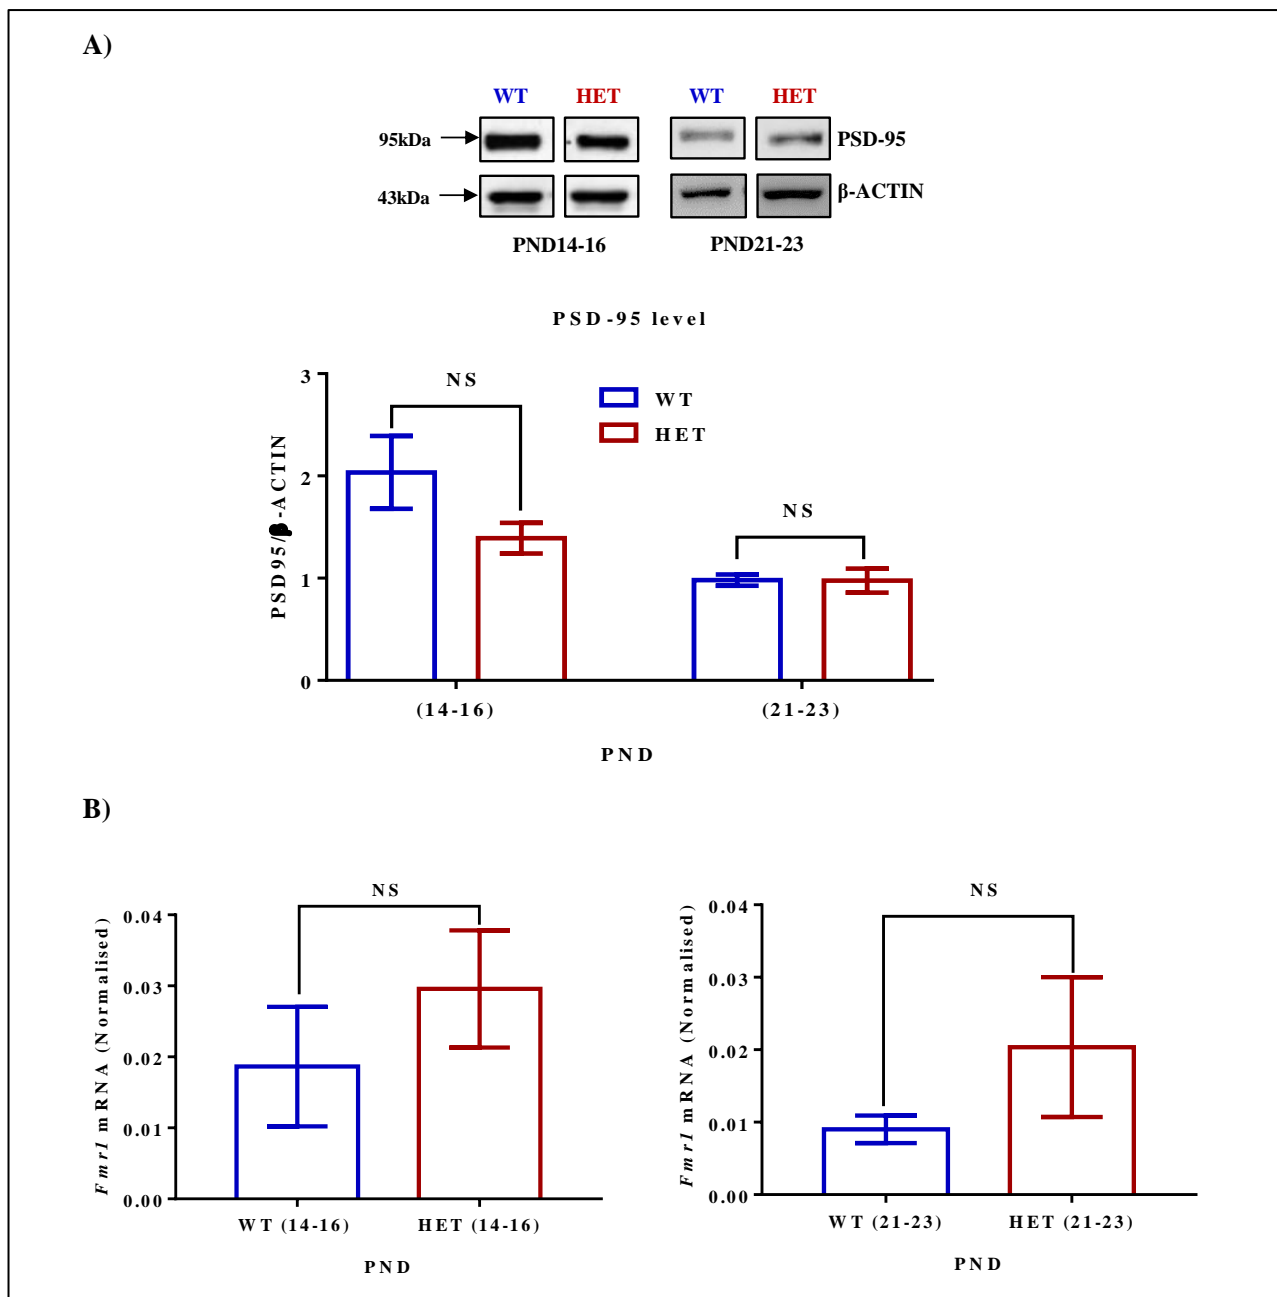 A)
WT HET WT HET
95kDa PSD-95
43kDa β-ACTIN
PND14-16 PND21-23
PSD-95 level
3
2
1
0
PSD95/β-ACTIN
NS
NS
WT
HET
(14-16) (21-23)
PND
B)
NS
0.04
0.03
0.02
0.01
0.00
Fmr1 mRNA (Normalised)
WT (14-16) HET (14-16)
PND
NS
0.04
0.03
0.02
0.01
0.00
Fmr1 mRNA (Normalised)
WT (21-23) HET (21-23)
PND